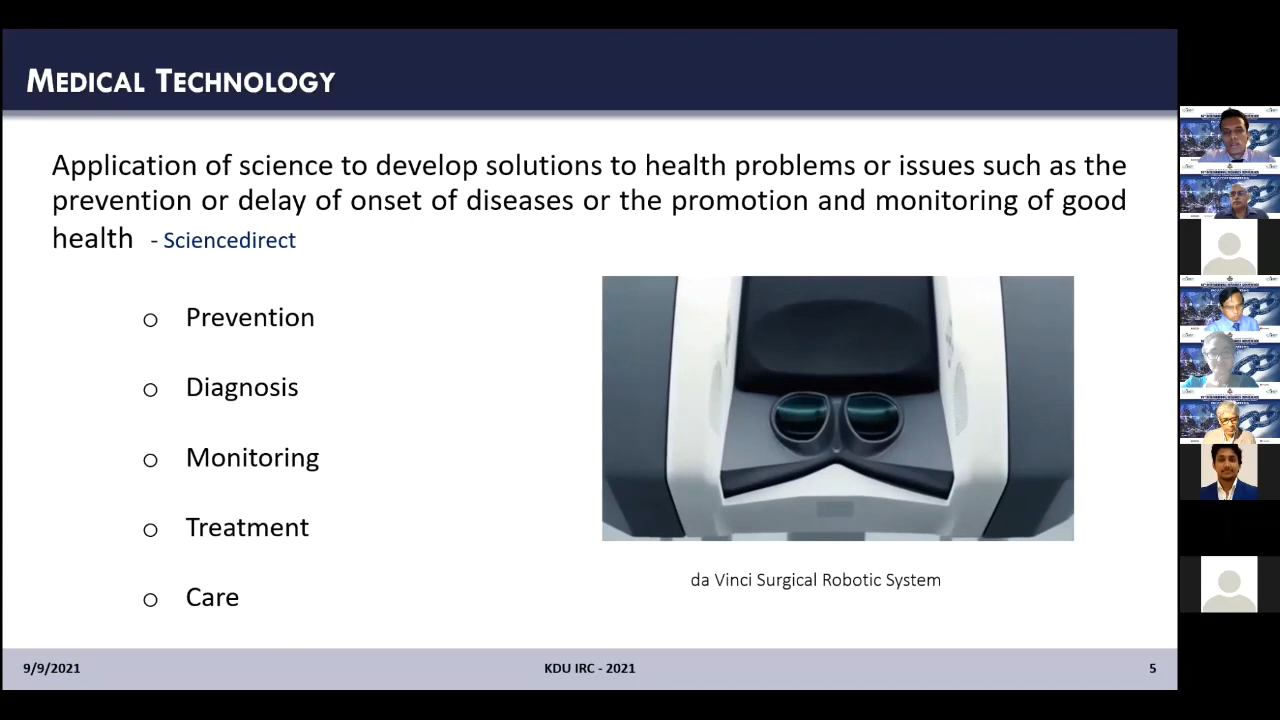 MEDICAL TECHNOLOGY
Application of science to develop solutions to health problems or issues such as the
prevention or delay of onset of diseases or the promotion and monitoring of good
health - Sciencedirect
o Prevention
o Diagnosis
o Monitoring
o Treatment
o Care
da Vinci Surgical Robotic System
9/9/2021 KDU IRC - 2021 5